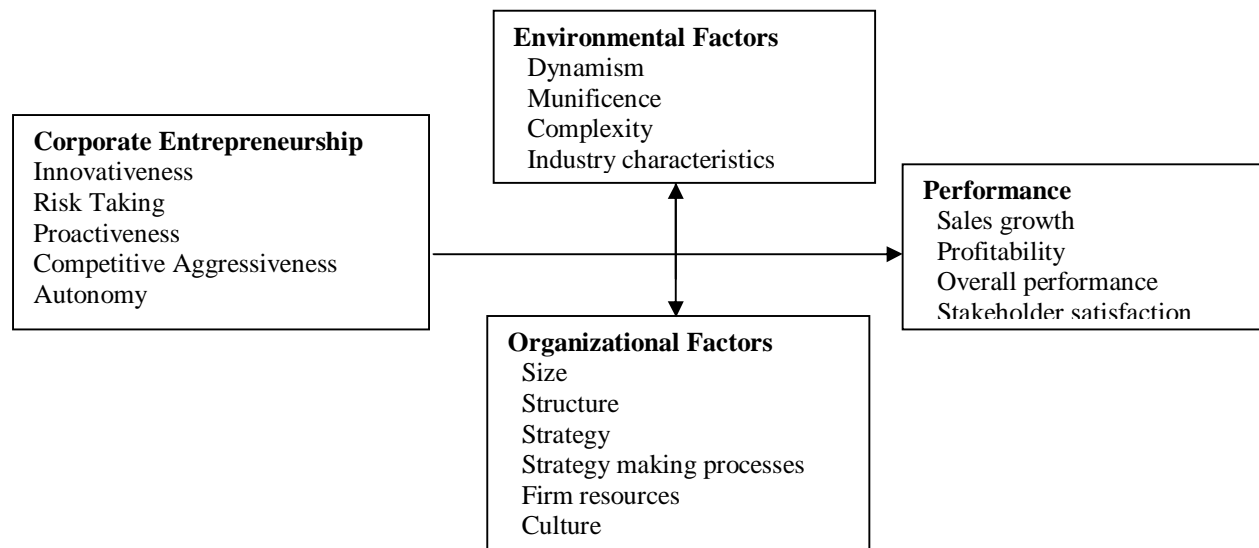 Environmental Factors
Dynamism
Munificence
Complexity
Industry characteristics
Corporate Entrepreneurship
Innovativeness
Risk Taking
Proactiveness
Competitive Aggressiveness
Autonomy
Performance
Sales growth
Profitability
Overall performance
Stakeholder satisfaction
Organizational Factors
Size
Structure
Strategy
Strategy making processes
Firm resources
Culture